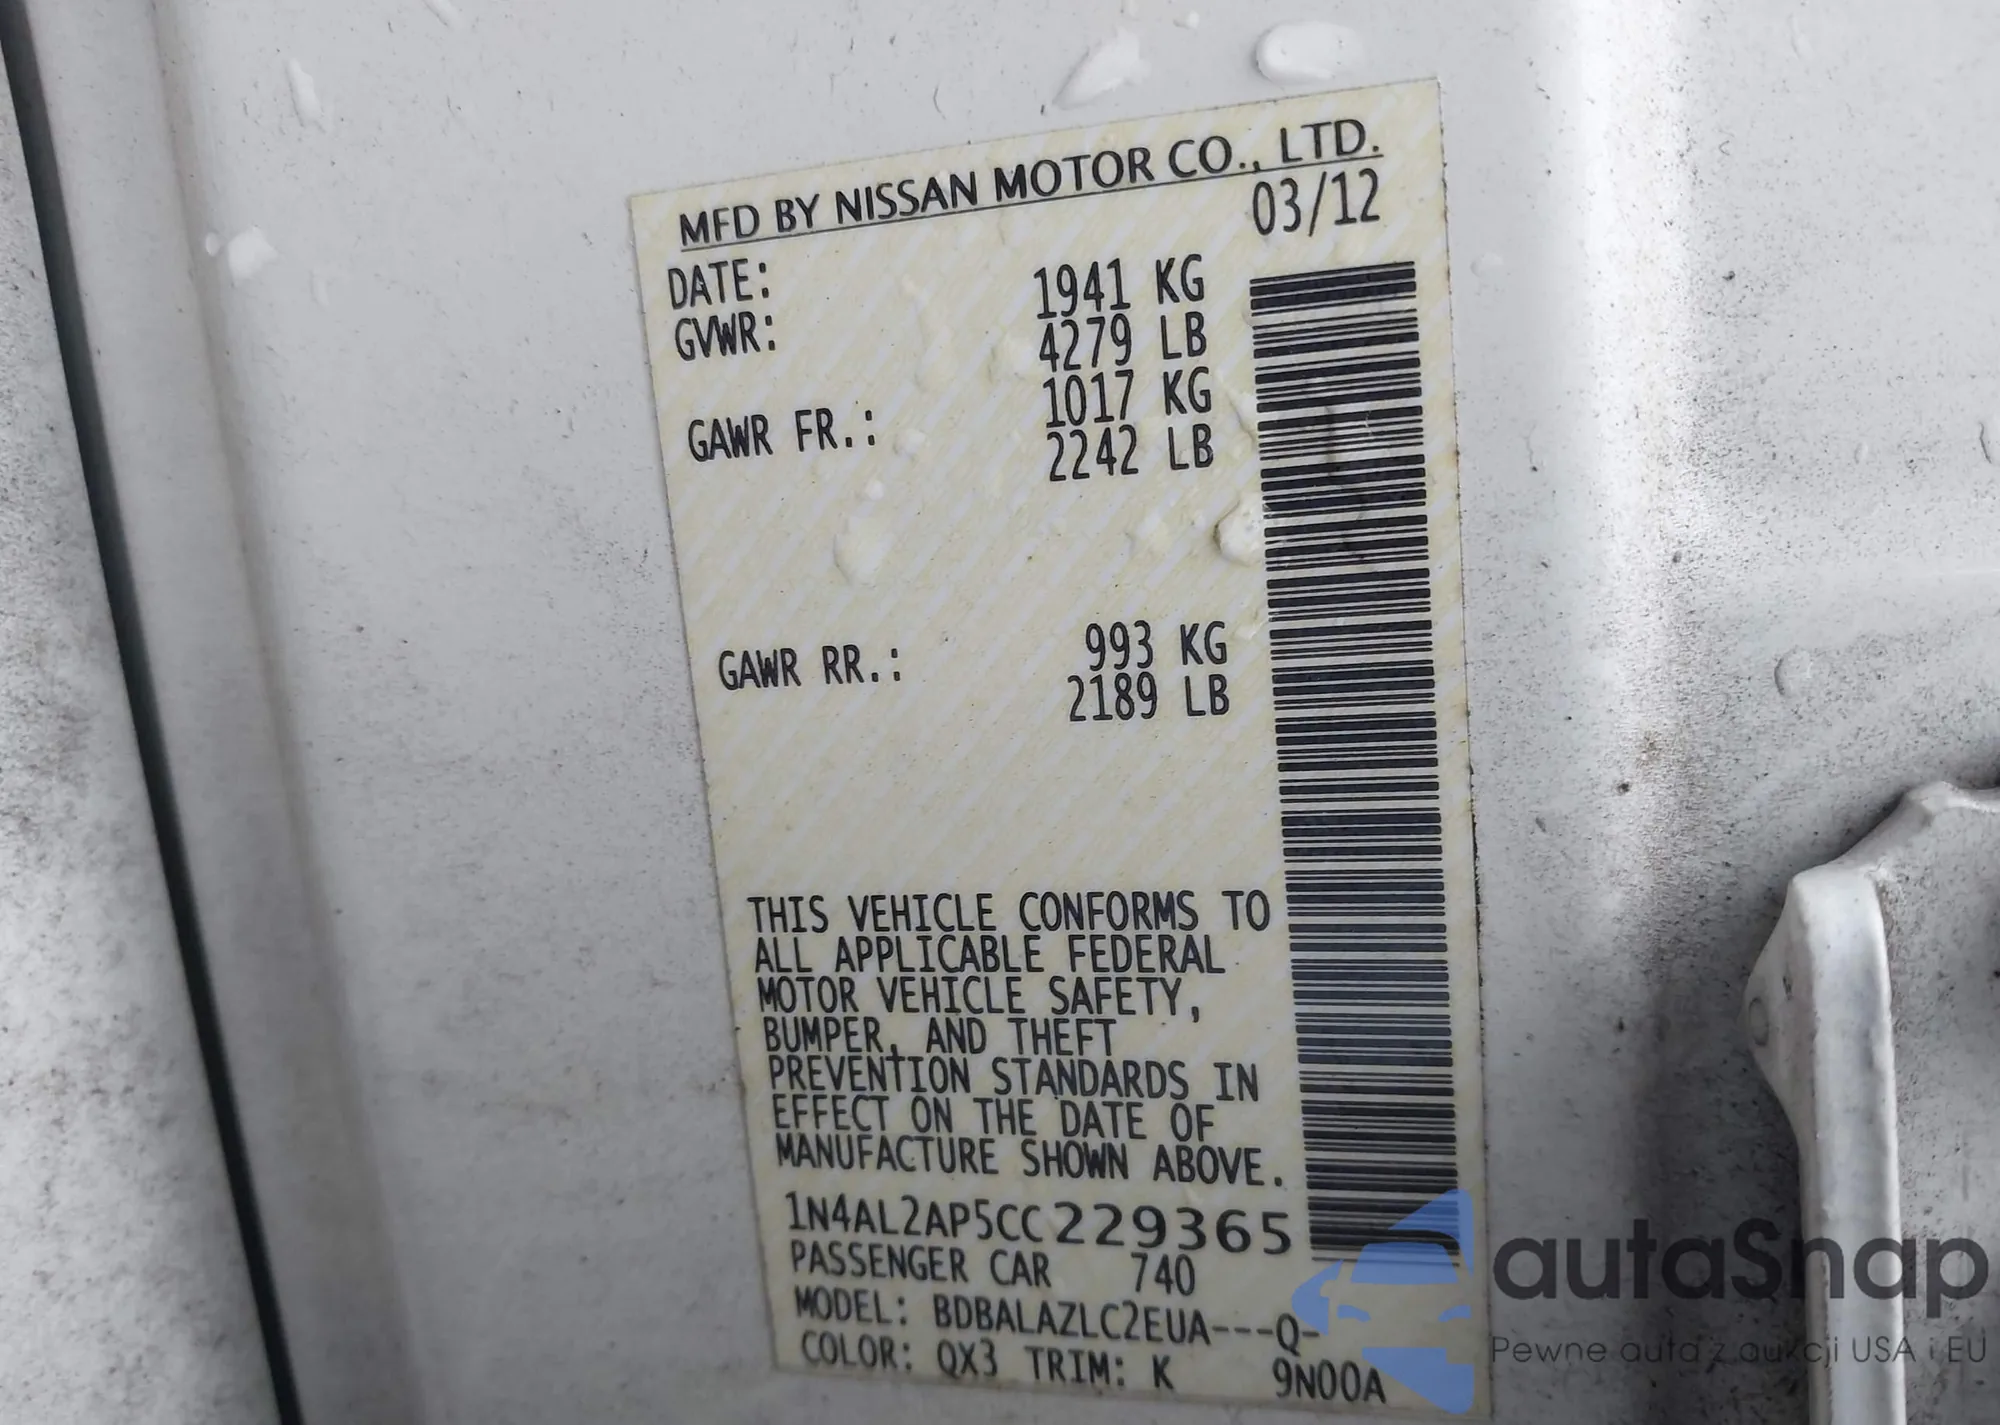 MFD BY NISSAN MOTOR CO., LTD.
DATE: 03/12
GVWR: 1941 KG
4279 LB
GAWR FR.: 1017 KG
2242 LB
GAWR RR.: 993 KG
2189 LB
THIS VEHICLE CONFORMS TO
ALL APPLICABLE FEDERAL
MOTOR VEHICLE SAFETY,
BUMPER, AND THEFT
PREVENTION STANDARDS IN
EFFECT ON THE DATE OF
MANUFACTURE SHOWN ABOVE.
1N4AL2AP5CC229365
PASSENGER CAR 740
MODEL: BDBALAZLC2EUA---Q-
COLOR: QX3 TRIM: K 9N00A
autaSnap
Pewne auta z aukcji USA i EU